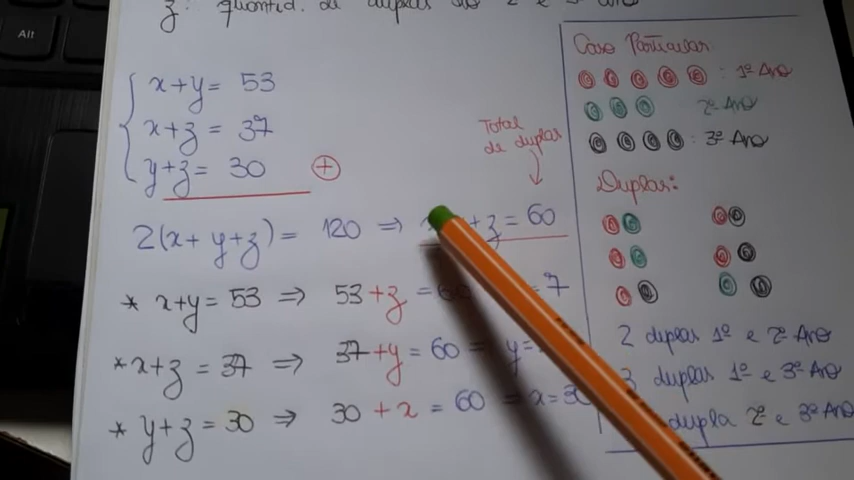 Alt
z: quantid. de duplas do 2º e 3º ano
x+y= 53
x+z= 37
y+z= 30 +
2(x+y+z)= 120 ⇒ +z=60
Total
de duplas
* x+y=53 ⇒ 53+z=60 =7
* x+z=37 ⇒ 37+y=60 = y=
* y+z=30 ⇒ 30+x=60 = x=30
Caso Particular
: 1º Ano
2º Ano
: 3º Ano
Duplas:
2 duplas 1º e 2º Ano
3 duplas 1º e 3º Ano
dupla 2º e 3º Ano